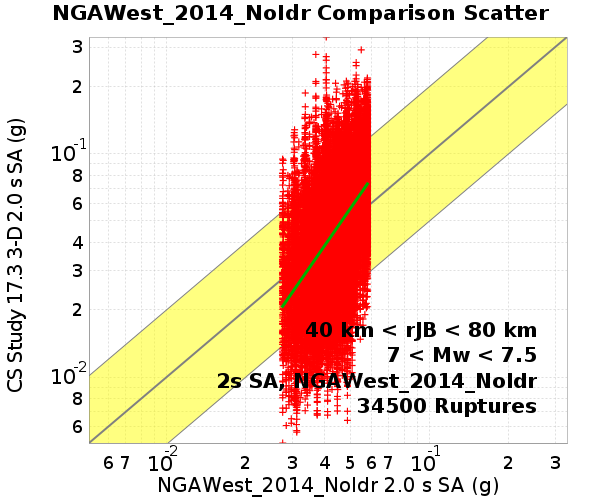 NGAWest_2014_NoIdr Comparison Scatter
3
2
10-1
8
6
4
3
2
10-2
8
6
CS Study 17.3 3-D 2.0 s SA (g)
40 km < rJB < 80 km
7 < Mw < 7.5
2s SA, NGAWest_2014_NoIdr
34500 Ruptures
6 7 10-2 2 3 4 5 6 7 10-1 2 3
NGAWest_2014_NoIdr 2.0 s SA (g)